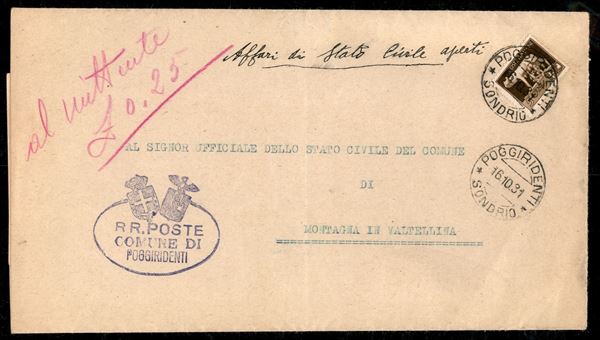 Affari di Stato Civile aperti
al mittente
£ 0.25
POGGIRIDENTI
* SONDRIO *
AL SIGNOR UFFICIALE DELLO STATO CIVILE DEL COMUNE
DI
MONTAGNA IN VALTELLINA
* POGGIRIDENTI *
16.10.31
SONDRIO
RR.POSTE
COMUNE DI
POGGIRIDENTI